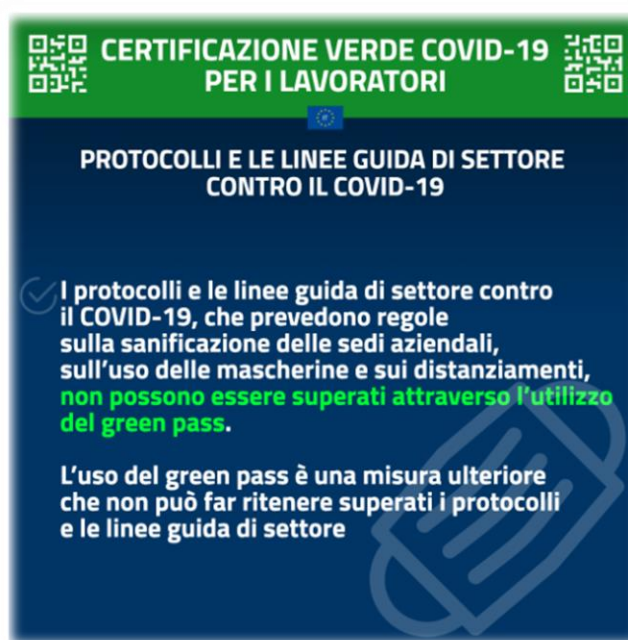 CERTIFICAZIONE VERDE COVID-19
PER I LAVORATORI
PROTOCOLLI E LE LINEE GUIDA DI SETTORE
CONTRO IL COVID-19
I protocolli e le linee guida di settore contro
il COVID-19, che prevedono regole
sulla sanificazione delle sedi aziendali,
sull'uso delle mascherine e sui distanziamenti,
non possono essere superati attraverso l'utilizzo
del green pass.
L'uso del green pass è una misura ulteriore
che non può far ritenere superati i protocolli
e le linee guida di settore